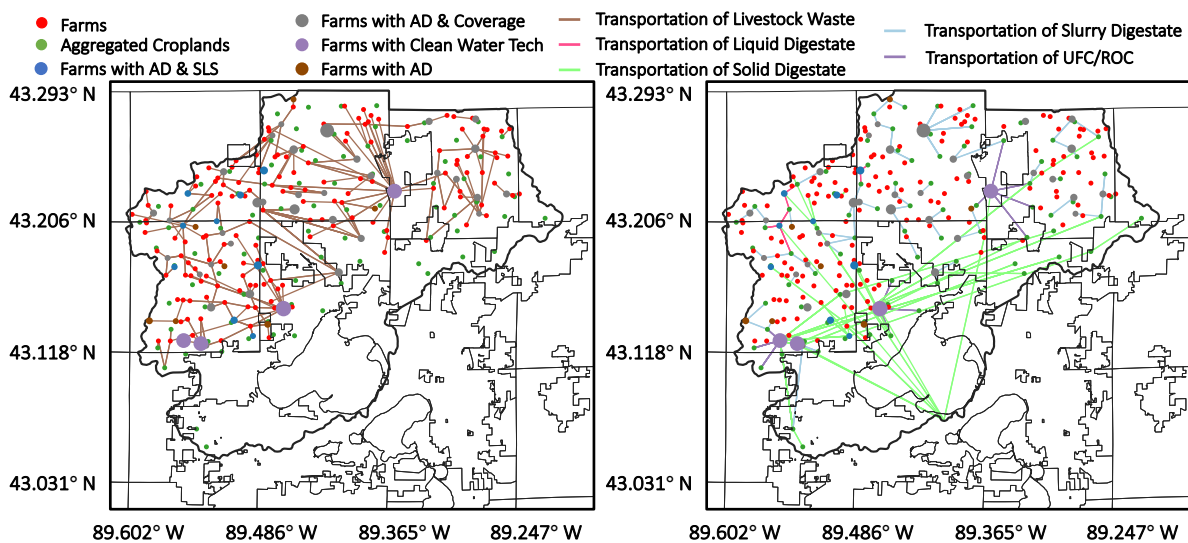 Farms
Aggregated Croplands
Farms with AD & SLS
Farms with AD & Coverage
Farms with Clean Water Tech
Farms with AD
Transportation of Livestock Waste
Transportation of Liquid Digestate
Transportation of Solid Digestate
Transportation of Slurry Digestate
Transportation of UFC/ROC
43.293° N
43.206° N
43.118° N
43.031° N
89.602° W 89.486° W 89.365° W 89.247° W
43.293° N
43.206° N
43.118° N
43.031° N
89.602° W 89.486° W 89.365° W 89.247° W